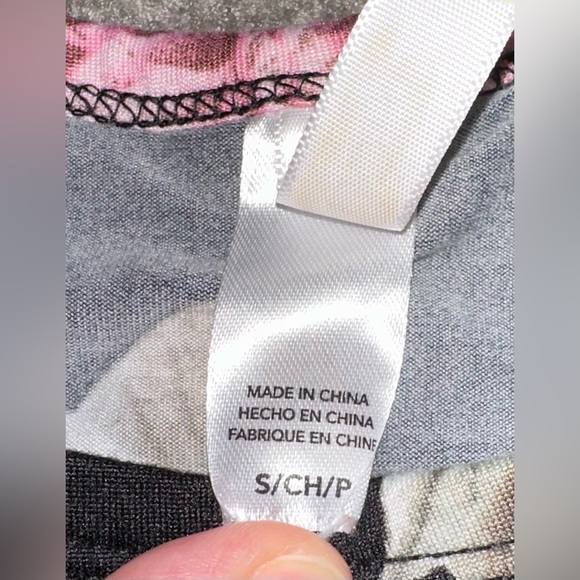 MADE IN CHINA
HECHO EN CHINA
FABRIQUE EN CHINE
S/CH/P